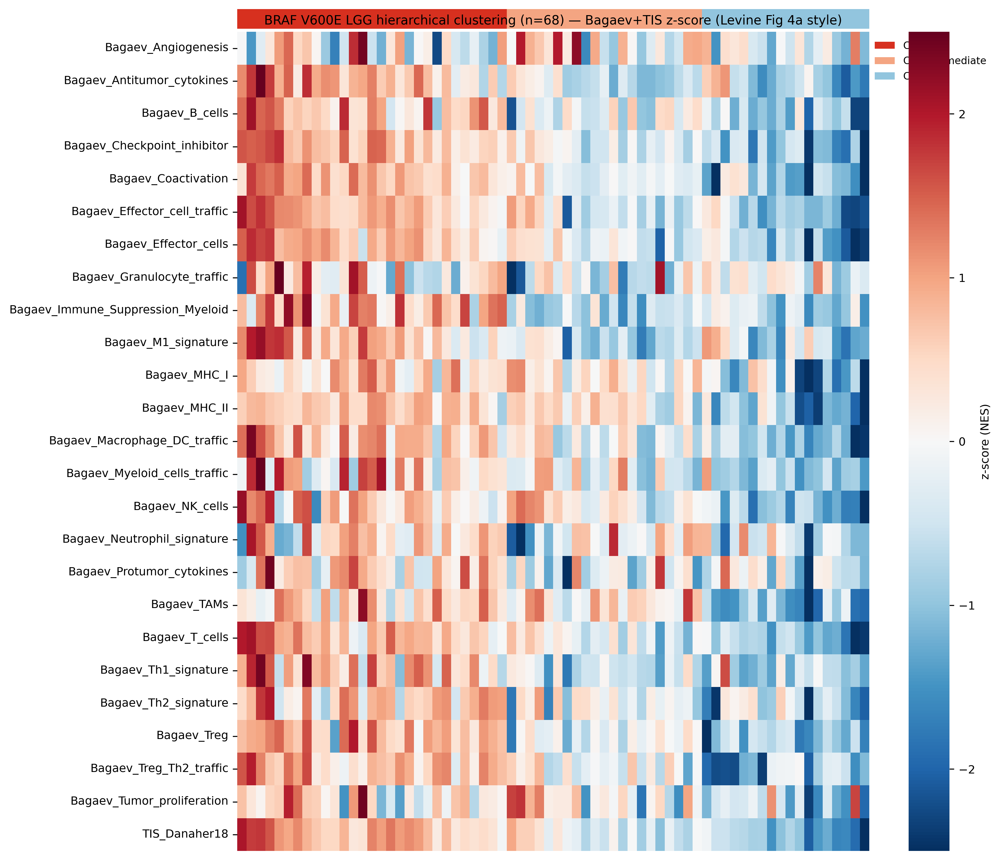 BRAF V600E LGG hierarchical clustering (n=68) — Bagaev+TIS z-score (Levine Fig 4a style)
Bagaev_Angiogenesis
Bagaev_Antitumor_cytokines
Bagaev_B_cells
Bagaev_Checkpoint_inhibitor
Bagaev_Coactivation
Bagaev_Effector_cell_traffic
Bagaev_Effector_cells
Bagaev_Granulocyte_traffic
Bagaev_Immune_Suppression_Myeloid
Bagaev_M1_signature
Bagaev_MHC_I
Bagaev_MHC_II
Bagaev_Macrophage_DC_traffic
Bagaev_Myeloid_cells_traffic
Bagaev_NK_cells
Bagaev_Neutrophil_signature
Bagaev_Protumor_cytokines
Bagaev_TAMs
Bagaev_T_cells
Bagaev_Th1_signature
Bagaev_Th2_signature
Bagaev_Treg
Bagaev_Treg_Th2_traffic
Bagaev_Tumor_proliferation
TIS_Danaher18
2
1
0
−1
−2
z-score (NES)